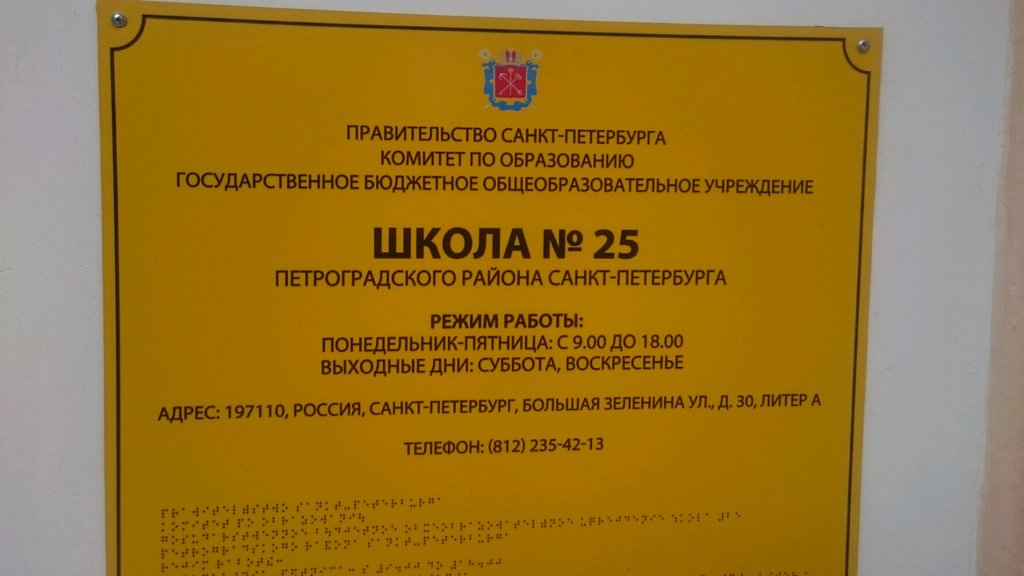 ПРАВИТЕЛЬСТВО САНКТ-ПЕТЕРБУРГА
КОМИТЕТ ПО ОБРАЗОВАНИЮ
ГОСУДАРСТВЕННОЕ БЮДЖЕТНОЕ ОБЩЕОБРАЗОВАТЕЛЬНОЕ УЧРЕЖДЕНИЕ
ШКОЛА № 25
ПЕТРОГРАДСКОГО РАЙОНА САНКТ-ПЕТЕРБУРГА
РЕЖИМ РАБОТЫ:
ПОНЕДЕЛЬНИК-ПЯТНИЦА: С 9.00 ДО 18.00
ВЫХОДНЫЕ ДНИ: СУББОТА, ВОСКРЕСЕНЬЕ
АДРЕС: 197110, РОССИЯ, САНКТ-ПЕТЕРБУРГ, БОЛЬШАЯ ЗЕЛЕНИНА УЛ., Д. 30, ЛИТЕР А
ТЕЛЕФОН: (812) 235-42-13